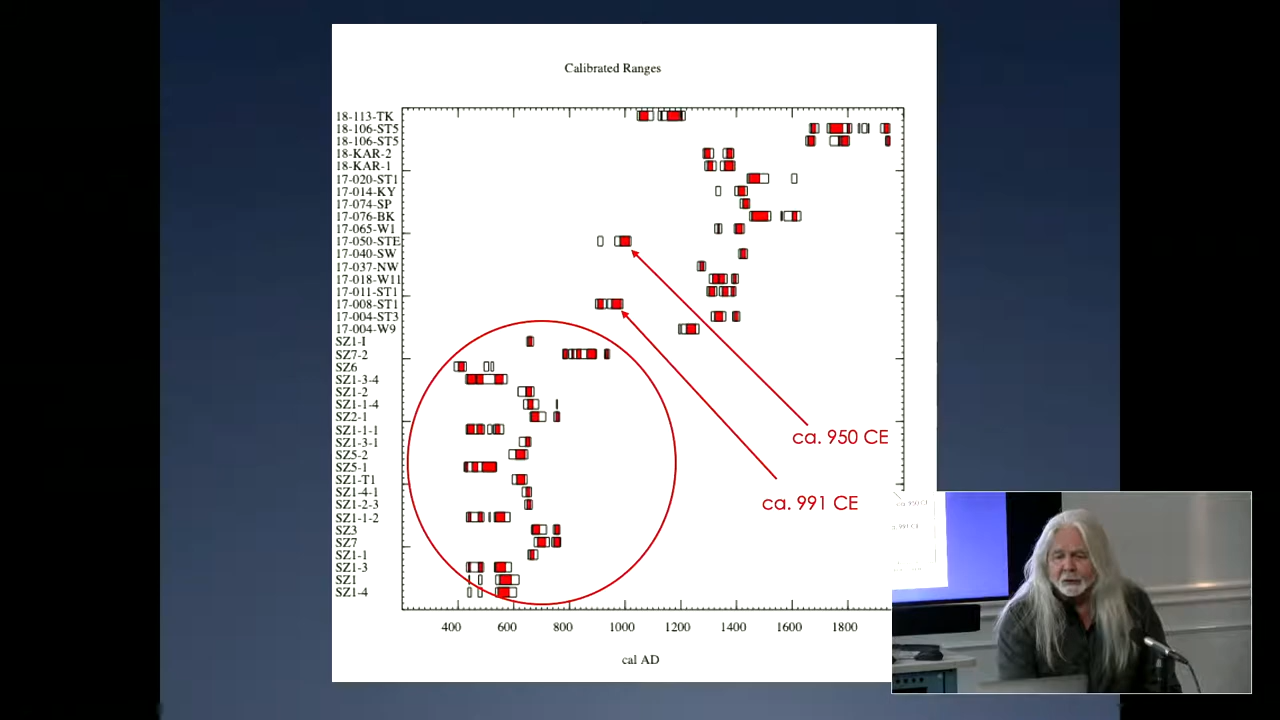 Calibrated Ranges
18-113-TK
18-106-ST5
18-106-ST5
18-KAR-2
18-KAR-1
17-020-ST1
17-014-KY
17-074-SP
17-076-BK
17-065-W1
17-050-STE
17-040-SW
17-037-NW
17-018-W11
17-011-ST1
17-008-ST1
17-004-ST3
17-004-W9
SZ1-I
SZ7-2
SZ6
SZ1-3-4
SZ1-2
SZ1-1-4
SZ2-1
SZ1-1-1
SZ1-3-1
SZ5-2
SZ5-1
SZ1-T1
SZ1-4-1
SZ1-2-3
SZ1-1-2
SZ3
SZ7
SZ1-1
SZ1-3
SZ1
SZ1-4
ca. 950 CE
ca. 991 CE
400 600 800 1000 1200 1400 1600 1800
cal AD